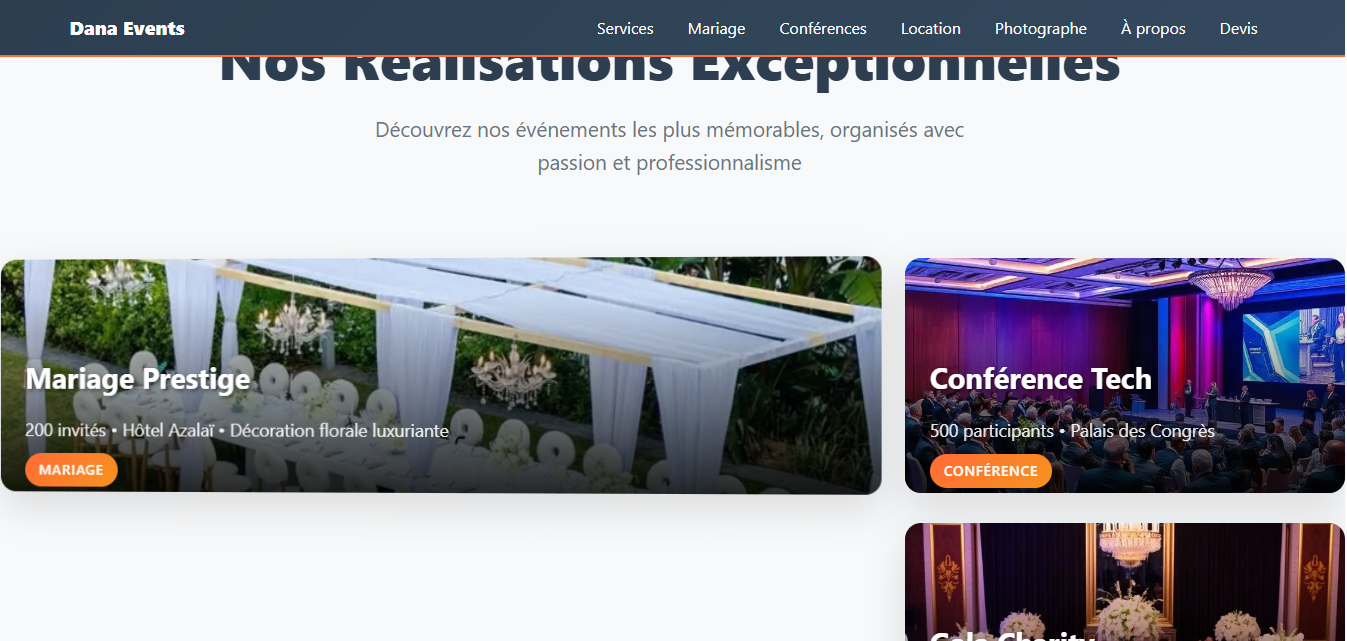 Dana Events
Services
Mariage
Conférences
Location
Photographe
À propos
Devis
Nos Réalisations Exceptionnelles
Découvrez nos événements les plus mémorables, organisés avec
passion et professionnalisme
Mariage Prestige
200 invités • Hôtel Azalaï • Décoration florale luxuriante
MARIAGE
Conférence Tech
500 participants • Palais des Congrès
CONFÉRENCE
Gala Charity